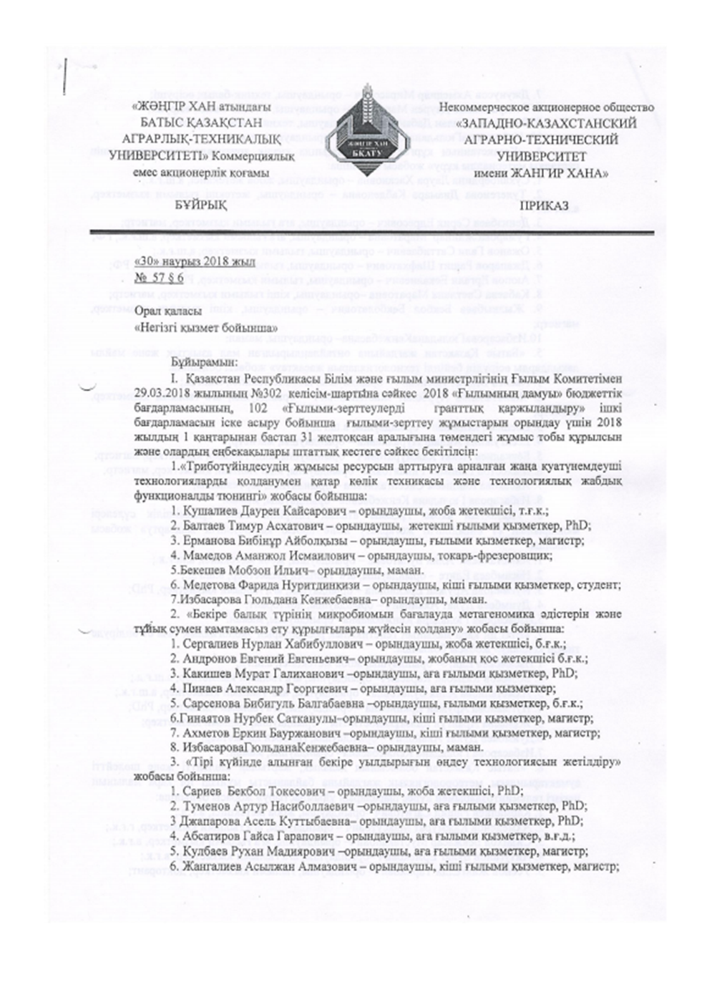 «ЖӘҢГІР ХАН атындағы
БАТЫС ҚАЗАҚСТАН
АГРАРЛЫҚ-ТЕХНИКАЛЫҚ
УНИВЕРСИТЕТІ» Коммерциялық
емес акционерлік қоғамы
БҰЙРЫҚ
ЖӘҢГІР ХАН
БҚАТУ
Некоммерческое акционерное общество
«ЗАПАДНО-КАЗАХСТАНСКИЙ
АГРАРНО-ТЕХНИЧЕСКИЙ
УНИВЕРСИТЕТ
имени ЖАНГИР ХАНА»
ПРИКАЗ
«30» наурыз 2018 жыл
№ 57 § 6
Орал қаласы
«Негізгі қызмет бойынша»
Бұйырамын:
I. Қазақстан Республикасы Білім және ғылым министрлігінің Ғылым Комитетімен
29.03.2018 жылының №302 келісім-шартына сәйкес 2018 «Ғылымның дамуы» бюджеттік
бағдарламасының, 102 «Ғылыми-зерттеулерді гранттық қаржыландыру» ішкі
бағдарламасын іске асыру бойынша ғылыми-зерттеу жұмыстарын орындау үшін 2018
жылдың 1 қаңтарынан бастап 31 желтоқсан аралығына төмендегі жұмыс тобы құрылсын
және олардың еңбекақылары штаттық кестеге сәйкес бекітілсін:
1.«Триботүйіндесудің жұмысы ресурсын арттыруға арналған жаңа қуатүнемдеуші
технологияларды қолданумен қатар көлік техникасы және технологиялық жабдық
функционалды тюнингі» жобасы бойынша:
1. Кушалиев Даурен Кайсарович – орындаушы, жоба жетекшісі, т.ғ.к.;
2. Балтаев Тимур Асхатович – орындаушы, жетекші ғылыми қызметкер, PhD;
3. Ерманова Бибінұр Айболқызы – орындаушы, ғылыми қызметкер, магистр;
4. Мамедов Аманжол Исмаилович – орындаушы, токарь-фрезеровщик;
5.Бекешев Мобзон Ильич– орындаушы, маман.
6. Медетова Фарида Нуритдинқизи – орындаушы, кіші ғылыми қызметкер, студент;
7.Избасарова Гюльдана Кенжебаевна– орындаушы, маман.
2. «Бекіре балық түрінің микробиомын бағалауда метагеномика әдістерін және
тұйық сумен қамтамасыз ету құрылғылары жүйесін қолдану» жобасы бойынша:
1. Сергалиев Нурлан Хабибуллович – орындаушы, жоба жетекшісі, б.ғ.к.;
2. Андронов Евгений Евгеньевич– орындаушы, жобаның қос жетекшісі б.ғ.к.;
3. Какишев Мурат Галиханович –орындаушы, аға ғылыми қызметкер, PhD;
4. Пинаев Александр Георгиевич – орындаушы, аға ғылыми қызметкер;
5. Сарсенова Бибигуль Балгабаевна –орындаушы, ғылыми қызметкер, б.ғ.к.;
6.Гинаятов Нурбек Сатканулы–орындаушы, кіші ғылыми қызметкер, магистр;
7. Ахметов Еркин Бауржанович –орындаушы, кіші ғылыми қызметкер, магистр;
8. ИзбасароваГюльданаКенжебаевна– орындаушы, маман.
3. «Тірі күйінде алынған бекіре уылдырығын өңдеу технологиясын жетілдіру»
жобасы бойынша:
1. Сариев Бекбол Токесович – орындаушы, жоба жетекшісі, PhD;
2. Туменов Артур Насиболлаевич –орындаушы, аға ғылыми қызметкер, PhD;
3 Джапарова Асель Куттыбаевна– орындаушы, аға ғылыми қызметкер, PhD;
4. Абсатиров Гайса Гарапович – орындаушы, аға ғылыми қызметкер, в.ғ.д.;
5. Кулбаев Рухан Мадиярович –орындаушы, аға ғылыми қызметкер, магистр;
6. Жангалиев Асылжан Алмазович – орындаушы, кіші ғылыми қызметкер, магистр;